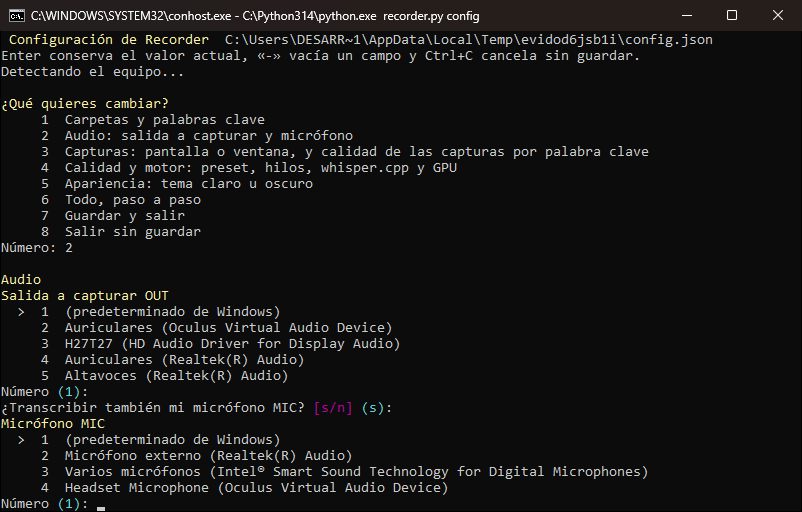 C:\WINDOWS\SYSTEM32\conhost.exe - C:\Python314\python.exe recorder.py config
Configuración de Recorder C:\Users\DESARR~1\AppData\Local\Temp\evidod6jsb1i\config.json
Enter conserva el valor actual, «-» vacía un campo y Ctrl+C cancela sin guardar.
Detectando el equipo...
¿Qué quieres cambiar?
1 Carpetas y palabras clave
2 Audio: salida a capturar y micrófono
3 Capturas: pantalla o ventana, y calidad de las capturas por palabra clave
4 Calidad y motor: preset, hilos, whisper.cpp y GPU
5 Apariencia: tema claro u oscuro
6 Todo, paso a paso
7 Guardar y salir
8 Salir sin guardar
Número: 2
Audio
Salida a capturar OUT
> 1 (predeterminado de Windows)
2 Auriculares (Oculus Virtual Audio Device)
3 H27T27 (HD Audio Driver for Display Audio)
4 Auriculares (Realtek(R) Audio)
5 Altavoces (Realtek(R) Audio)
Número (1):
¿Transcribir también mi micrófono MIC? [s/n] (s):
Micrófono MIC
> 1 (predeterminado de Windows)
2 Micrófono externo (Realtek(R) Audio)
3 Varios micrófonos (Intel® Smart Sound Technology for Digital Microphones)
4 Headset Microphone (Oculus Virtual Audio Device)
Número (1):